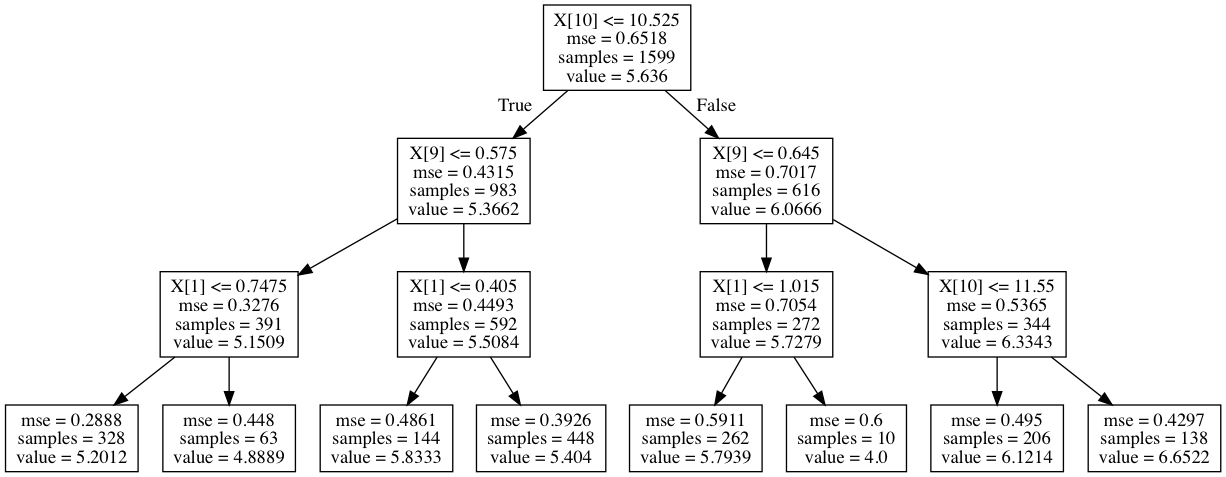 X[10] <= 10.525
mse = 0.6518
samples = 1599
value = 5.636
True
False
X[9] <= 0.575
mse = 0.4315
samples = 983
value = 5.3662
X[9] <= 0.645
mse = 0.7017
samples = 616
value = 6.0666
X[1] <= 0.7475
mse = 0.3276
samples = 391
value = 5.1509
X[1] <= 0.405
mse = 0.4493
samples = 592
value = 5.5084
X[1] <= 1.015
mse = 0.7054
samples = 272
value = 5.7279
X[10] <= 11.55
mse = 0.5365
samples = 344
value = 6.3343
mse = 0.2888
samples = 328
value = 5.2012
mse = 0.448
samples = 63
value = 4.8889
mse = 0.4861
samples = 144
value = 5.8333
mse = 0.3926
samples = 448
value = 5.404
mse = 0.5911
samples = 262
value = 5.7939
mse = 0.6
samples = 10
value = 4.0
mse = 0.495
samples = 206
value = 6.1214
mse = 0.4297
samples = 138
value = 6.6522